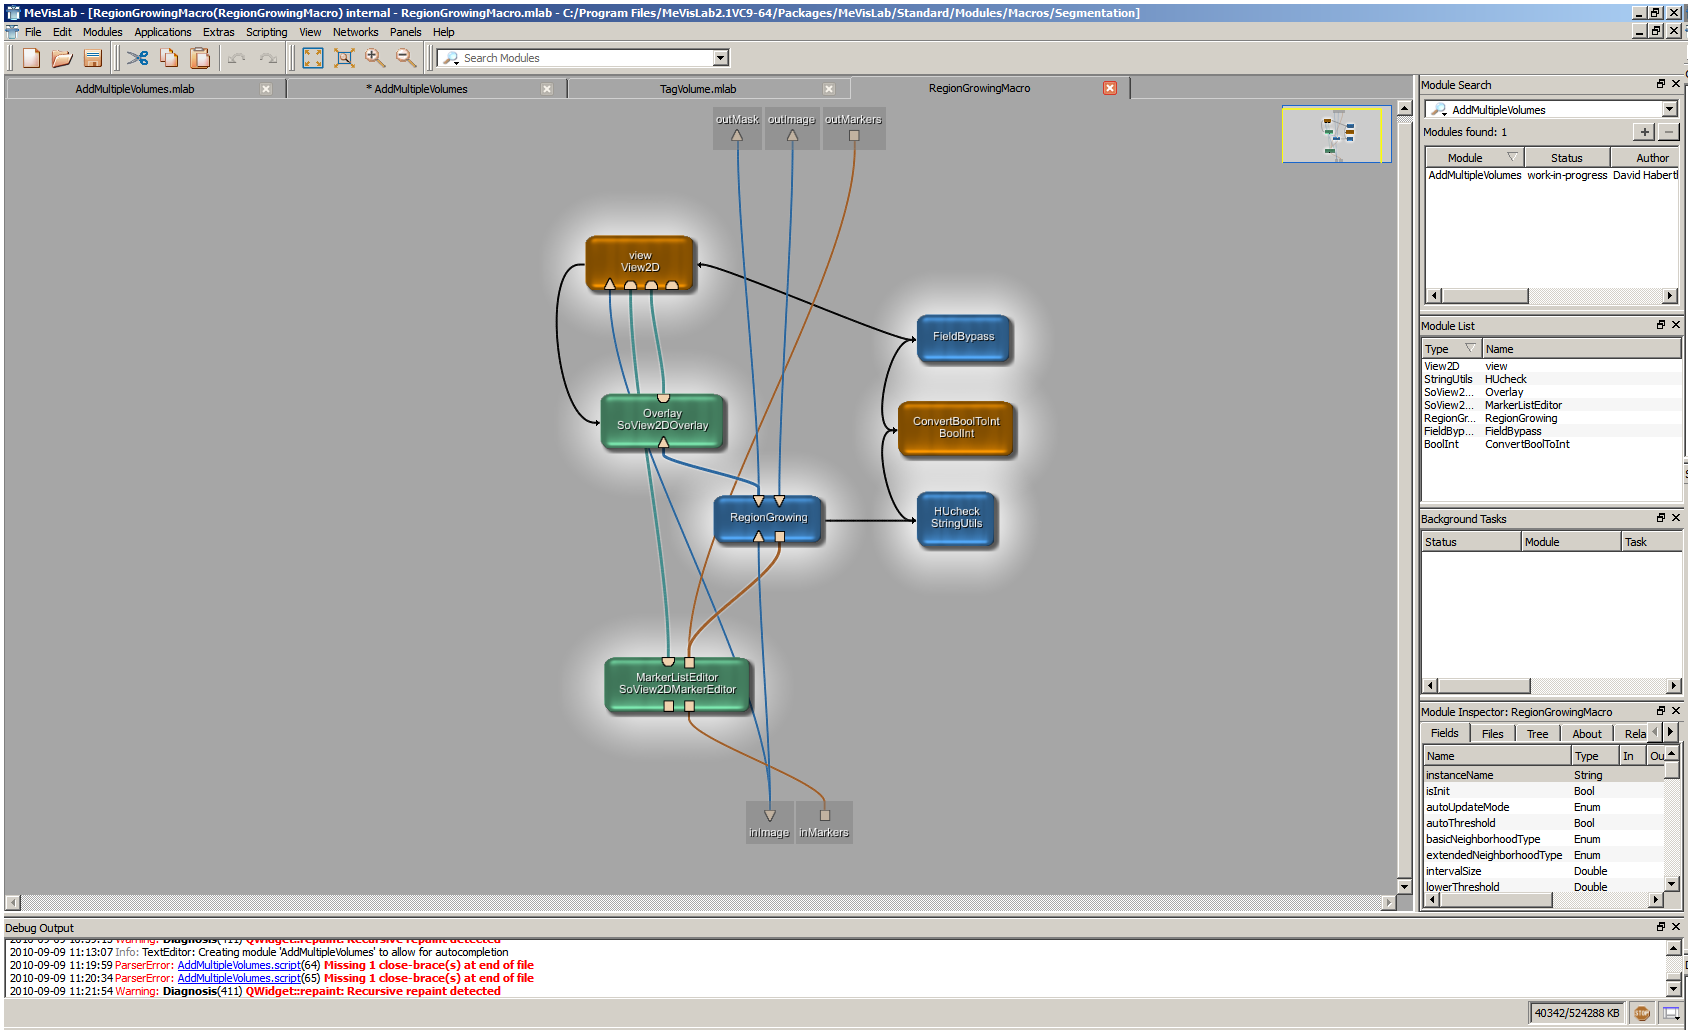 MeVisLab - [RegionGrowingMacro(RegionGrowingMacro) internal - RegionGrowingMacro.mlab - C:/Program Files/MeVisLab2.1VC9-64/Packages/MeVisLab/Standard/Modules/Macros/Segmentation]
File Edit Modules Applications Extras Scripting View Networks Panels Help
Search Modules
AddMultipleVolumes.mlab
* AddMultipleVolumes
TagVolume.mlab
RegionGrowingMacro
outMask outImage outMarkers
view
View2D
FieldBypass
Overlay
SoView2DOverlay
ConvertBoolToInt
BoolInt
RegionGrowing
HUcheck
StringUtils
MarkerListEditor
SoView2DMarkerEditor
inImage inMarkers
Module Search
AddMultipleVolumes
Modules found: 1
Module Status Author
AddMultipleVolumes work-in-progress David Habert
Module List
Type Name
View2D view
StringUtils HUcheck
SoView2... Overlay
SoView2... MarkerListEditor
RegionGr... RegionGrowing
FieldByp... FieldBypass
BoolInt ConvertBoolToInt
Background Tasks
Status Module Task
Module Inspector: RegionGrowingMacro
Fields Files Tree About Rela
Name Type In Ou
instanceName String
isInit Bool
autoUpdateMode Enum
autoThreshold Bool
basicNeighborhoodType Enum
extendedNeighborhoodType Enum
intervalSize Double
lowerThreshold Double
Debug Output
Warning: Diagnosis(411) QWidget::repaint: Recursive repaint detected
2010-09-09 11:13:07 Info: TextEditor: Creating module 'AddMultipleVolumes' to allow for autocompletion
2010-09-09 11:19:59 ParserError: AddMultipleVolumes.script(64) Missing 1 close-brace(s) at end of file
2010-09-09 11:20:34 ParserError: AddMultipleVolumes.script(65) Missing 1 close-brace(s) at end of file
2010-09-09 11:21:54 Warning: Diagnosis(411) QWidget::repaint: Recursive repaint detected
40342/524288 KB